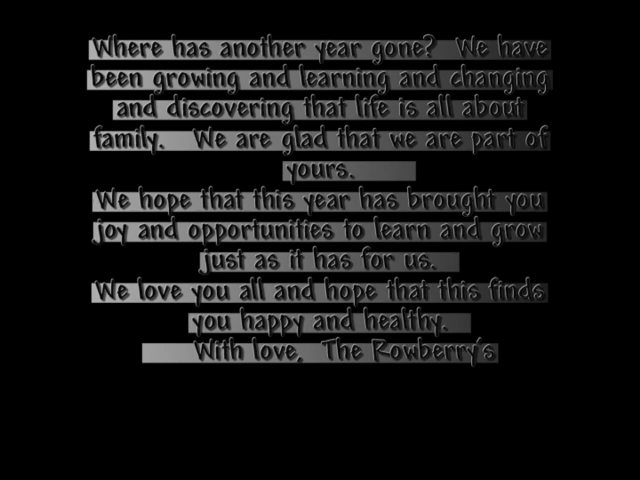 Where has another year gone? We have
been growing and learning and changing
and discovering that life is all about
family. We are glad that we are part of
yours.
We hope that this year has brought you
joy and opportunities to learn and grow
just as it has for us.
We love you all and hope that this finds
you happy and healthy.
With love, The Rowberry's